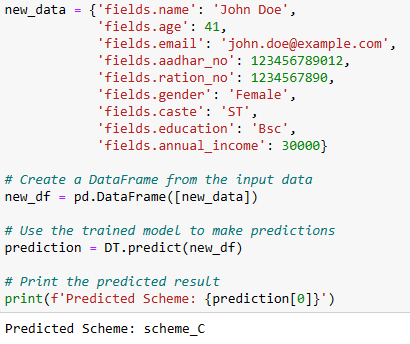 new_data = {'fields.name': 'John Doe',
            'fields.age': 41,
            'fields.email': 'john.doe@example.com',
            'fields.aadhar_no': 123456789012,
            'fields.ration_no': 1234567890,
            'fields.gender': 'Female',
            'fields.caste': 'ST',
            'fields.education': 'Bsc',
            'fields.annual_income': 30000}
# Create a DataFrame from the input data
new_df = pd.DataFrame([new_data])
# Use the trained model to make predictions
prediction = DT.predict(new_df)
# Print the predicted result
print(f'Predicted Scheme: {prediction[0]}')
Predicted Scheme: scheme_C